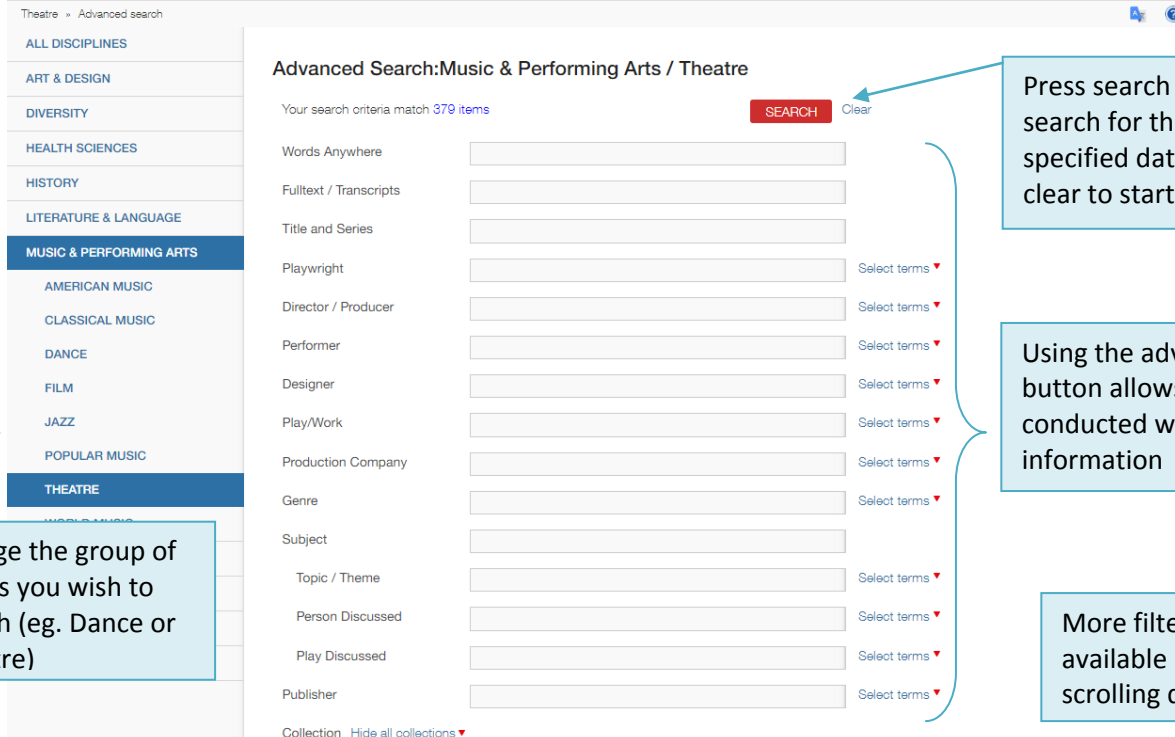 Theatre » Advanced search
ALL DISCIPLINES
ART & DESIGN
DIVERSITY
HEALTH SCIENCES
HISTORY
LITERATURE & LANGUAGE
MUSIC & PERFORMING ARTS
AMERICAN MUSIC
CLASSICAL MUSIC
DANCE
FILM
JAZZ
POPULAR MUSIC
THEATRE
WORLD MUSIC
ge the group of
s you wish to
h (eg. Dance or
re)
Advanced Search:Music & Performing Arts / Theatre
Your search criteria match 379 items
SEARCH Clear
Words Anywhere
Fulltext / Transcripts
Title and Series
Playwright Select terms
Director / Producer Select terms
Performer Select terms
Designer Select terms
Play/Work Select terms
Production Company Select terms
Genre Select terms
Subject
Topic / Theme Select terms
Person Discussed Select terms
Play Discussed Select terms
Publisher Select terms
Collection Hide all collections
Press search
search for th
specified dat
clear to start
Using the adv
button allows
conducted w
information
More filte
available
scrolling d